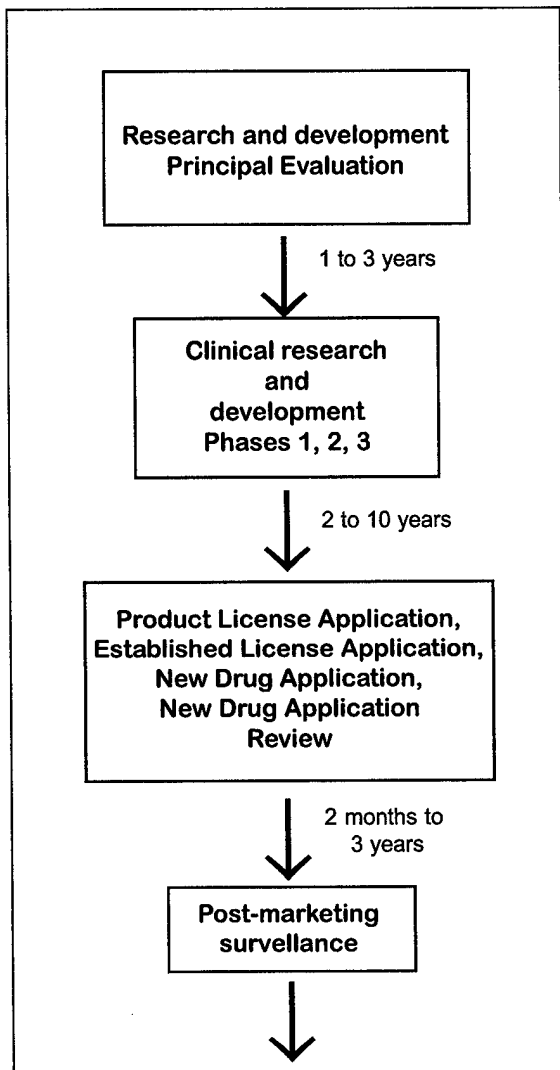 Research and development
Principal Evaluation
1 to 3 years
Clinical research
and
development
Phases 1, 2, 3
2 to 10 years
Product License Application,
Established License Application,
New Drug Application,
New Drug Application
Review
2 months to
3 years
Post-marketing
survellance